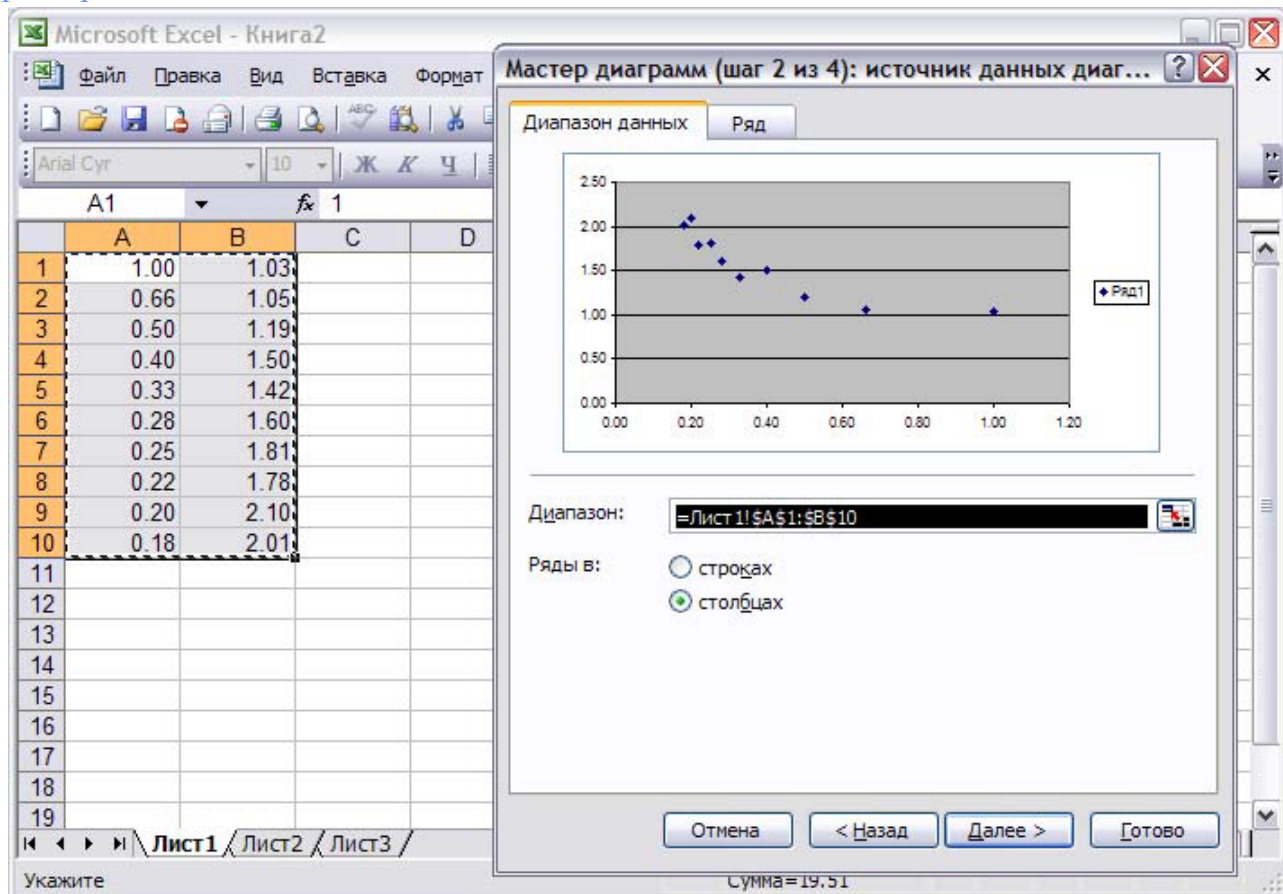 Microsoft Excel - Книга2
Файл Правка Вид Вставка Формат
Arial Cyr 10 Ж К Ч
A1 fx 1
A B C D
1 1.00 1.03
2 0.66 1.05
3 0.50 1.19
4 0.40 1.50
5 0.33 1.42
6 0.28 1.60
7 0.25 1.81
8 0.22 1.78
9 0.20 2.10
10 0.18 2.01
11
12
13
14
15
16
17
18
19
Лист1 Лист2 Лист3
Укажите
Сумма=19.51
Мастер диаграмм (шаг 2 из 4): источник данных диаг...
Диапазон данных Ряд
2.50
2.00
1.50
1.00
0.50
0.00
0.00 0.20 0.40 0.60 0.80 1.00 1.20
Ряд1
Диапазон: =Лист1!$A$1:$B$10
Ряды в: строках
столбцах
Отмена < Назад Далее > Готово